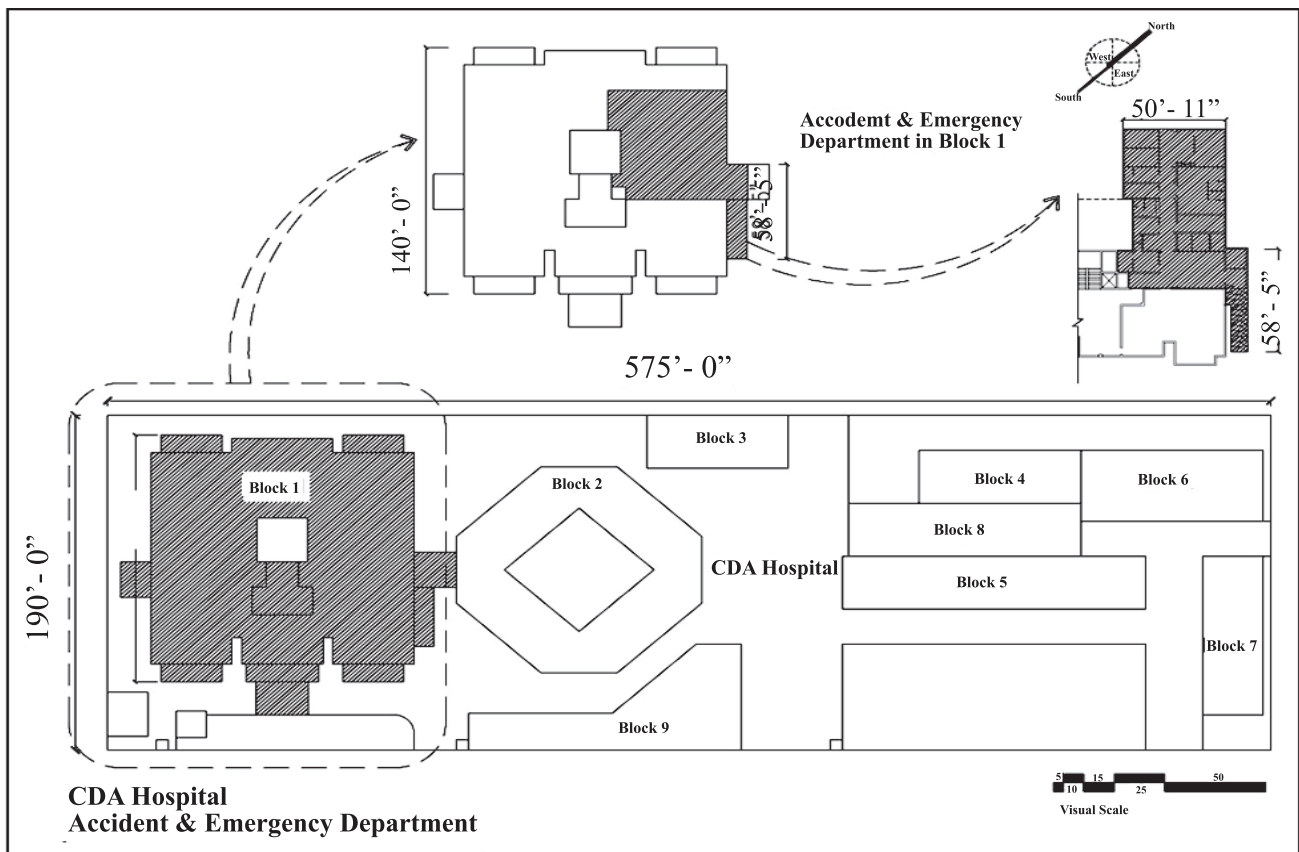 North
West
East
South
Accodemt & Emergency
Department in Block 1
50'- 11”
140'- 0”
58'- 5”
575'- 0”
190'- 0”
Block 1
Block 2
Block 3
Block 4
Block 6
Block 8
CDA Hospital
Block 5
Block 7
Block 9
5 15 50
10 25
Visual Scale
CDA Hospital
Accident & Emergency Department